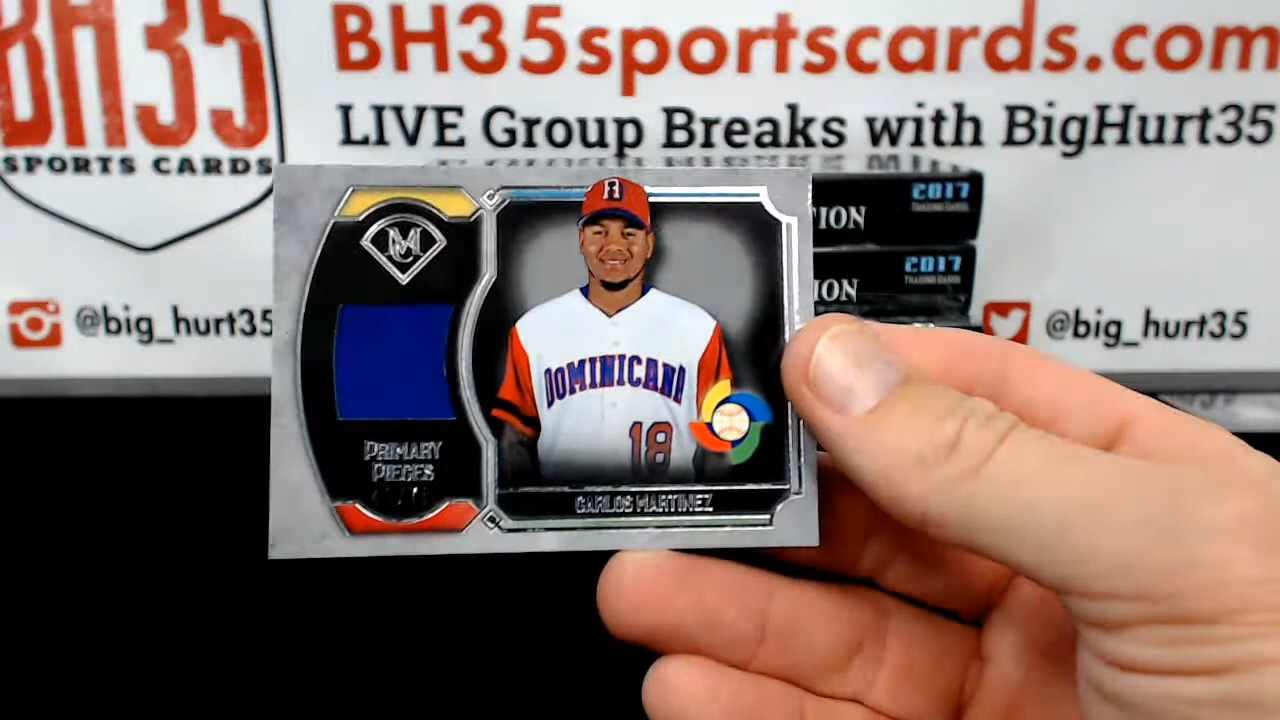 BH35
SPORTS CARDS
BH35sportscards.com
LIVE Group Breaks with BigHurt35
@big_hurt35
@big_hurt35
2017
TRADING CARDS
ION
2017
TRADING CARDS
ION
MC
DOMINICANA
18
PRIMARY
PIECES
CARLOS MARTINEZ